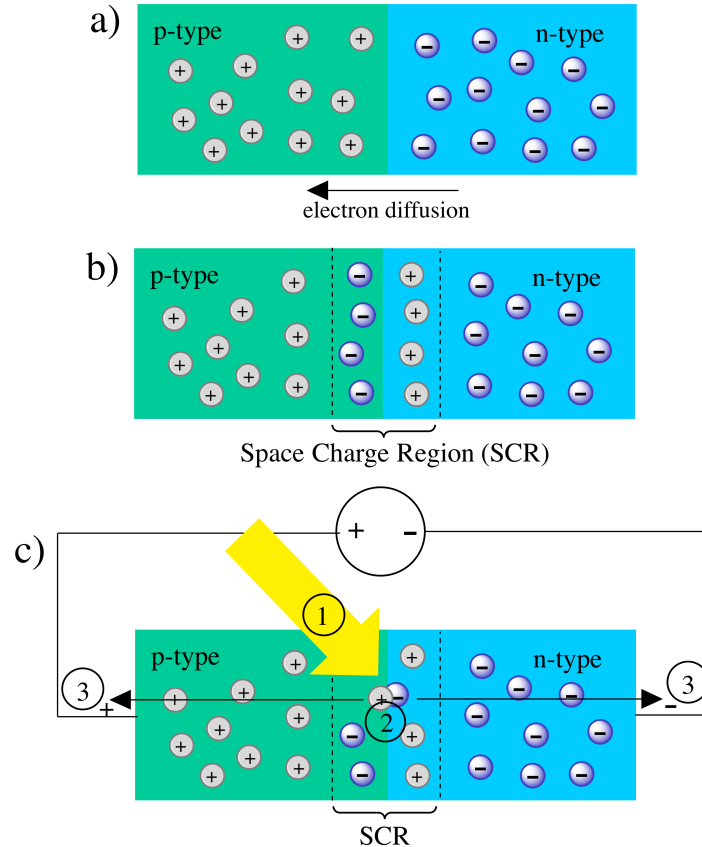 a)
p-type
n-type
electron diffusion
b)
p-type
n-type
Space Charge Region (SCR)
c)
+ -
1
p-type
n-type
3
3
+
-
2
SCR